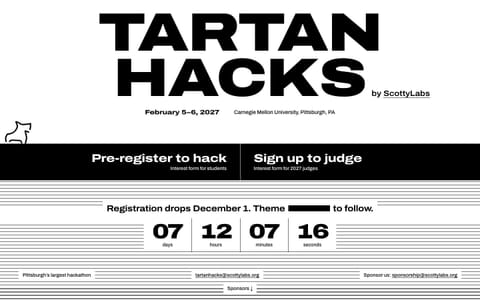 TARTAN
HACKS
by ScottyLabs
February 5–6, 2027 Carnegie Mellon University, Pittsburgh, PA
Pre-register to hack
Interest form for students
Sign up to judge
Interest form for 2027 judges
Registration drops December 1. Theme to follow.
07 12 07 16
days hours minutes seconds
Pittsburgh's largest hackathon tartanhacks@scottylabs.org Sponsor us: sponsorship@scottylabs.org
Sponsors ↓